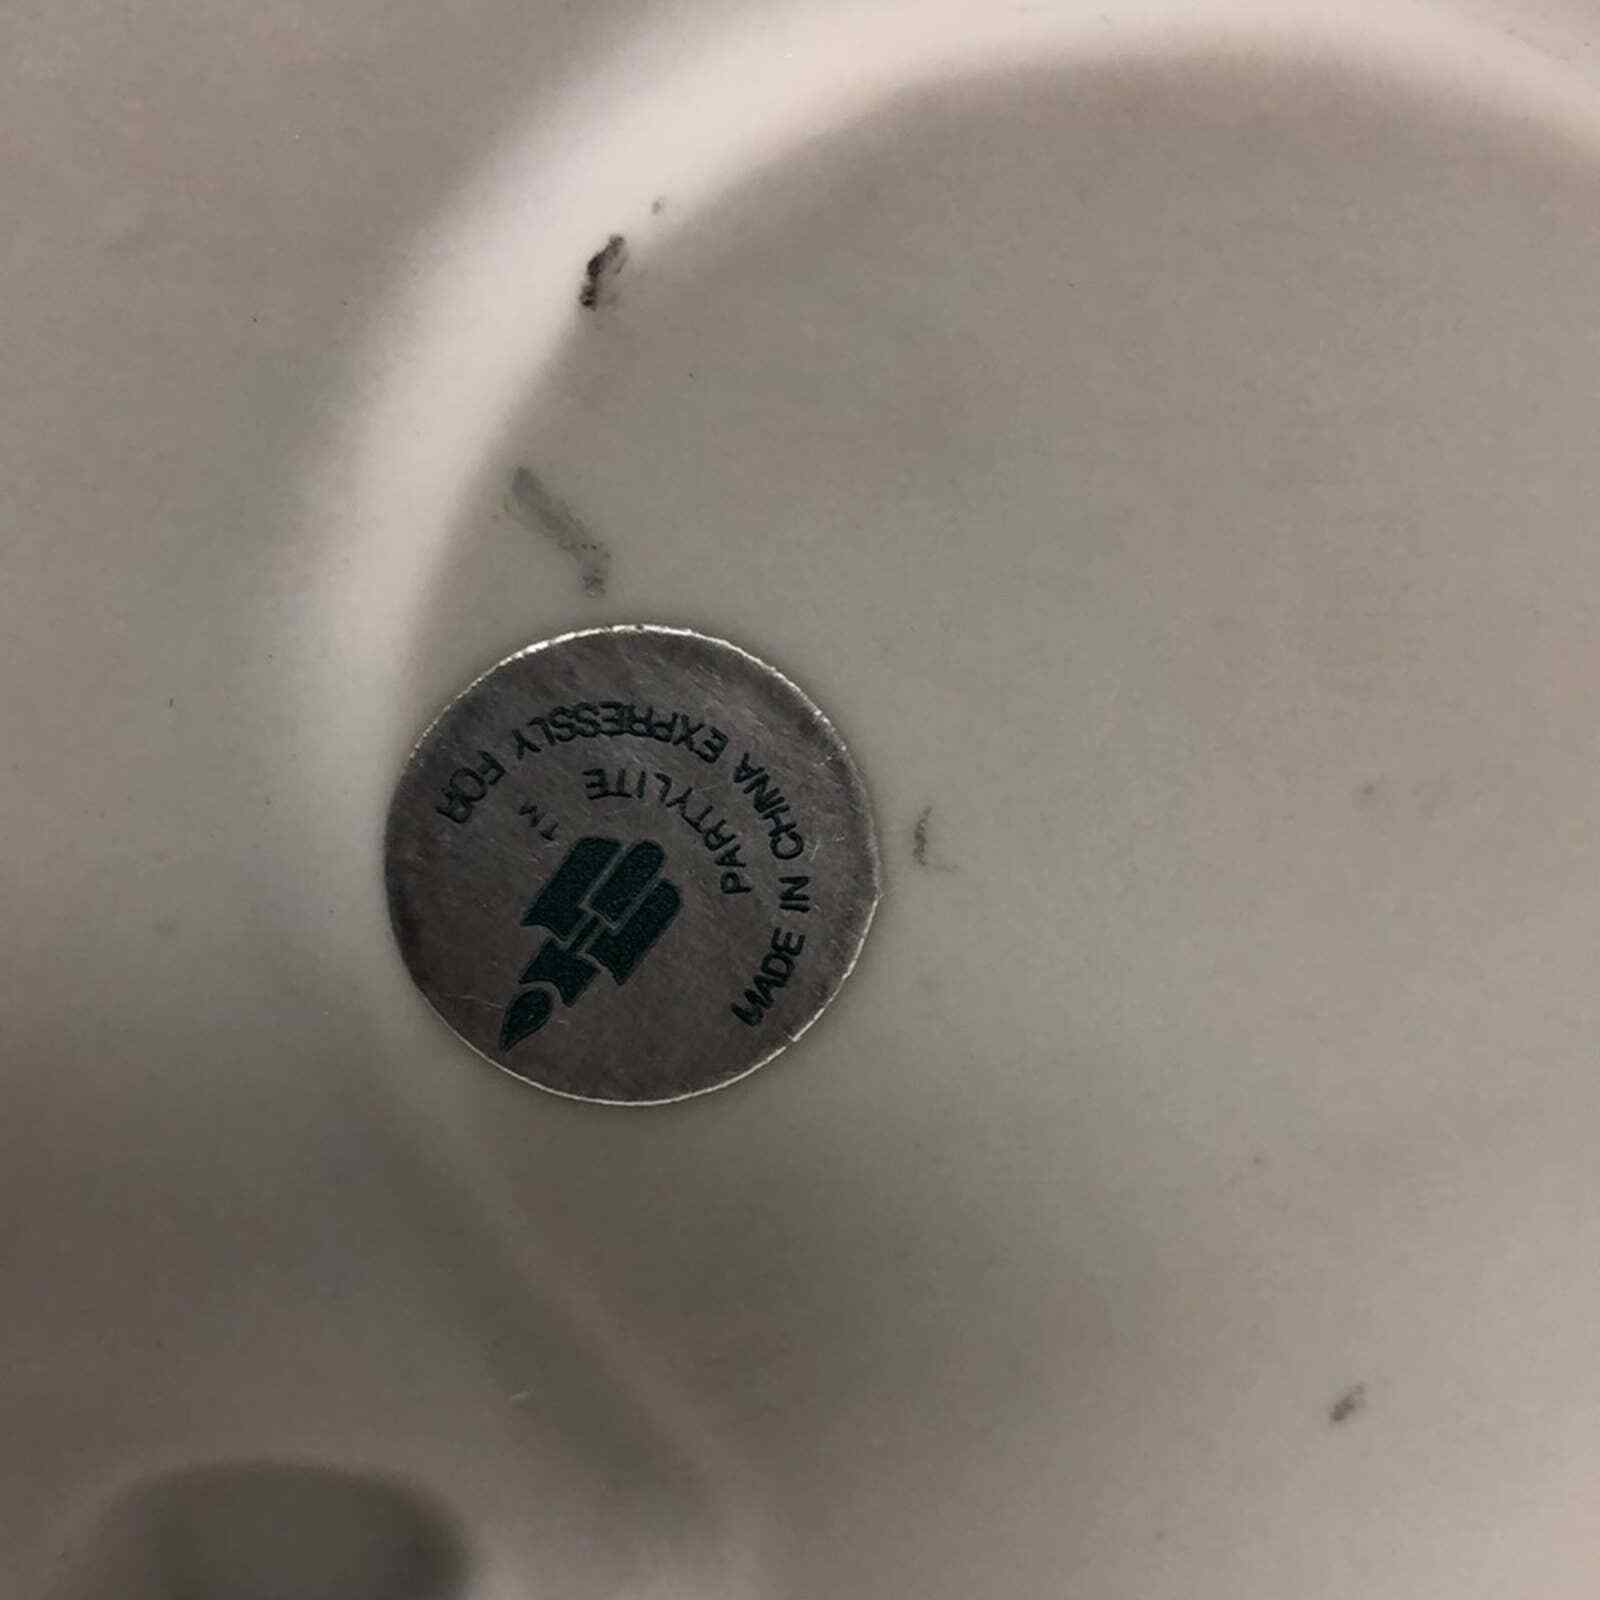 MADE IN CHINA EXPRESSLY FOR
PARTYLITE
TM